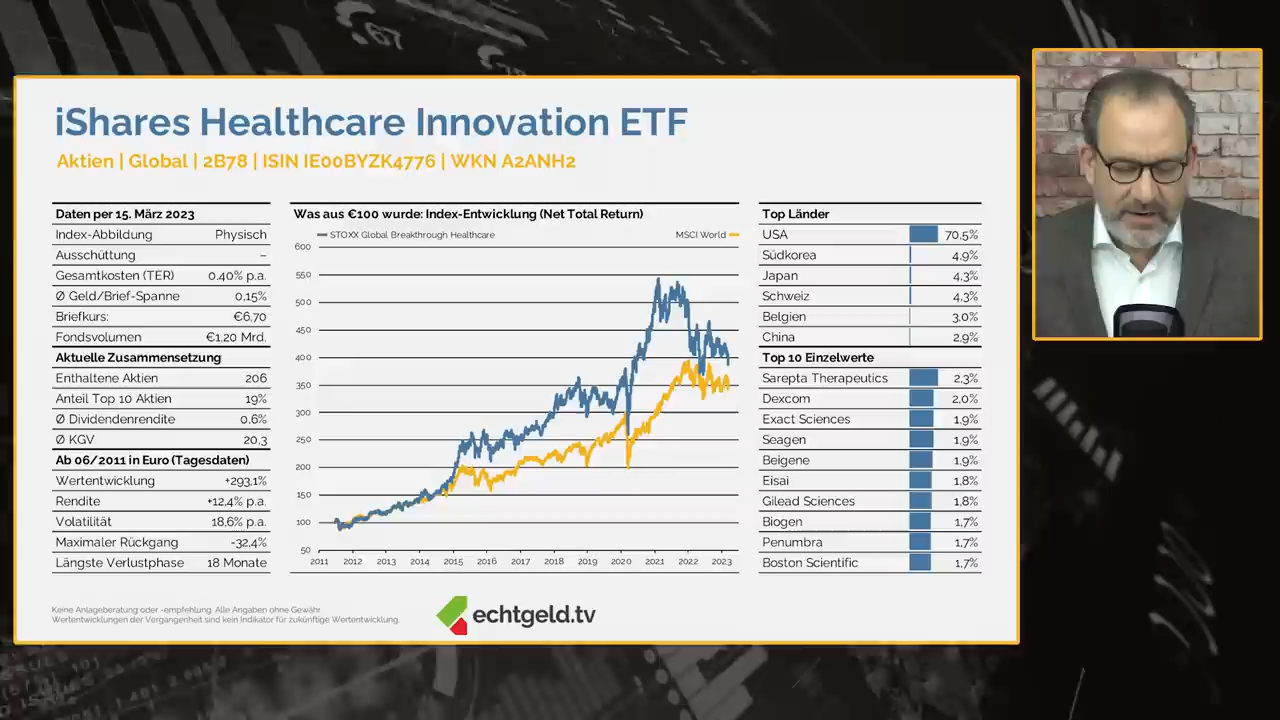 iShares Healthcare Innovation ETF
Aktien | Global | 2B78 | ISIN IE00BYZK4776 | WKN A2ANH2
Daten per 15. März 2023
Index-Abbildung Physisch
Ausschüttung –
Gesamtkosten (TER) 0.40% p.a.
Ø Geld/Brief-Spanne 0,15%
Briefkurs: €6,70
Fondsvolumen €1,20 Mrd.
Aktuelle Zusammensetzung
Enthaltene Aktien 206
Anteil Top 10 Aktien 19%
Ø Dividendenrendite 0.6%
Ø KGV 20,3
Ab 06/2011 in Euro (Tagesdaten)
Wertentwicklung +293,1%
Rendite +12,4% p.a.
Volatilität 18,6% p.a.
Maximaler Rückgang -32,4%
Längste Verlustphase 18 Monate
Was aus €100 wurde: Index-Entwicklung (Net Total Return)
STOXX Global Breakthrough Healthcare MSCI World
600
550
500
450
400
350
300
250
200
150
100
50
2011 2012 2013 2014 2015 2016 2017 2018 2019 2020 2021 2022 2023
Top Länder
USA 70,5%
Südkorea 4,9%
Japan 4,3%
Schweiz 4,3%
Belgien 3,0%
China 2,9%
Top 10 Einzelwerte
Sarepta Therapeutics 2,3%
Dexcom 2,0%
Exact Sciences 1,9%
Seagen 1,9%
Beigene 1,9%
Eisai 1,8%
Gilead Sciences 1,8%
Biogen 1,7%
Penumbra 1,7%
Boston Scientific 1,7%
Keine Anlageberatung oder -empfehlung. Alle Angaben ohne Gewähr.
Wertentwicklungen der Vergangenheit sind kein Indikator für zukünftige Wertentwicklung.
echtgeld.tv